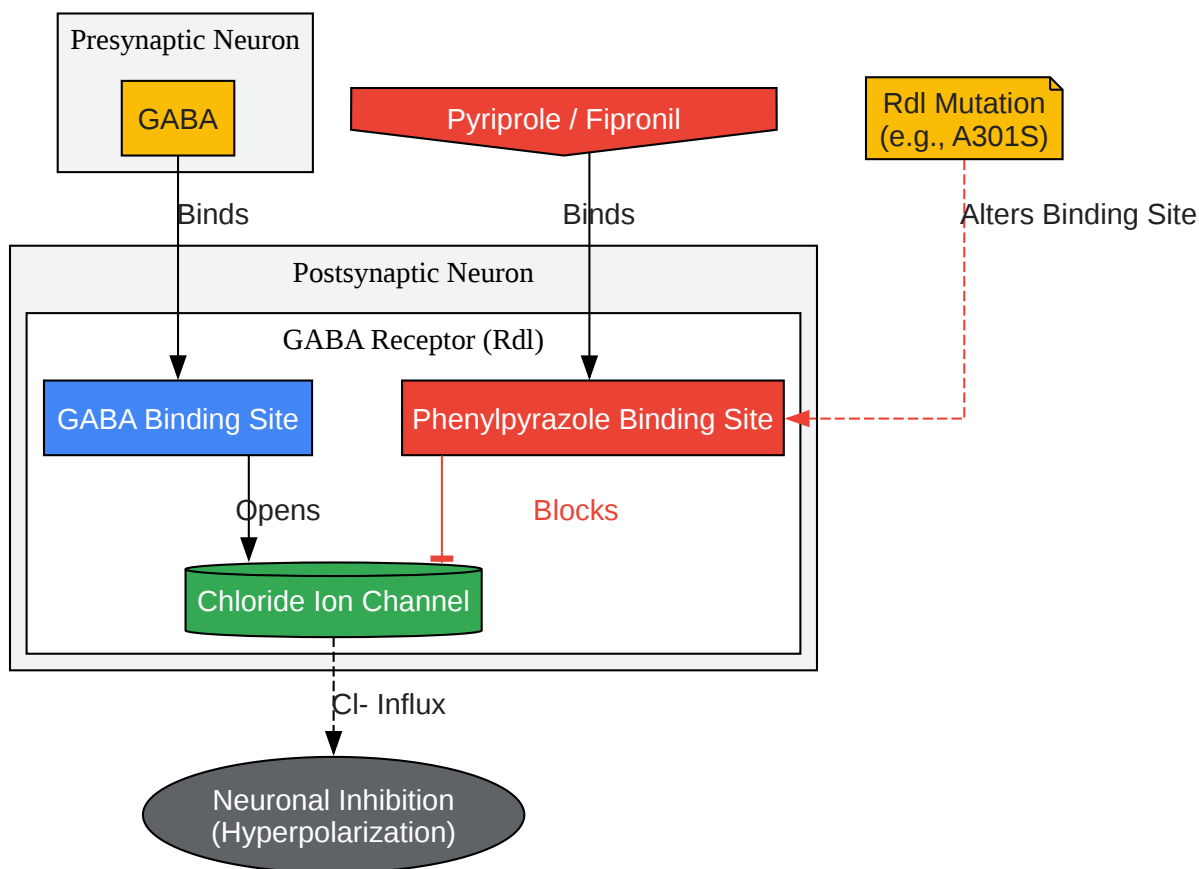 Presynaptic Neuron
GABA
Pyriprole / Fipronil
Rdl Mutation
(e.g., A301S)
Binds
Binds
Alters Binding Site
Postsynaptic Neuron
GABA Receptor (Rdl)
GABA Binding Site
Phenylpyrazole Binding Site
Opens
Blocks
Chloride Ion Channel
Cl- Influx
Neuronal Inhibition
(Hyperpolarization)